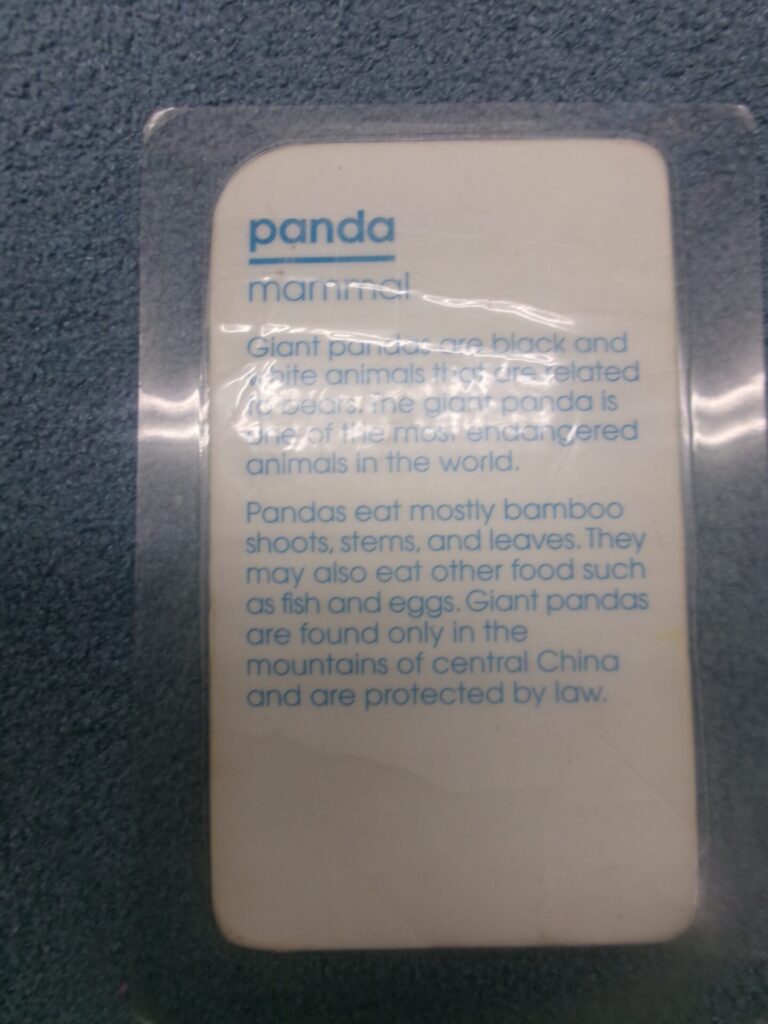 panda
mammal
Giant pandas are black and
white animals that are related
to bears. The giant panda is
one of the most endangered
animals in the world.
Pandas eat mostly bamboo
shoots, stems, and leaves. They
may also eat other food such
as fish and eggs. Giant pandas
are found only in the
mountains of central China
and are protected by law.